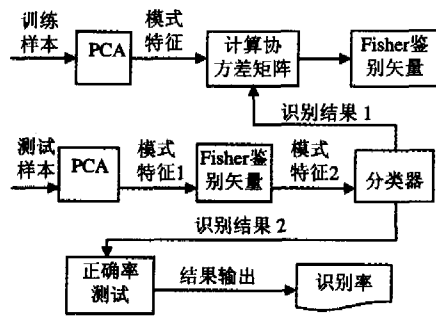 训练
样本
PCA
模式
特征
计算协
方差矩阵
Fisher鉴
别矢量
识别结果1
测试
样本
PCA
模式
特征1
Fisher鉴
别矢量
模式
特征2
分类器
识别结果2
正确率
测试
结果输出
识别率